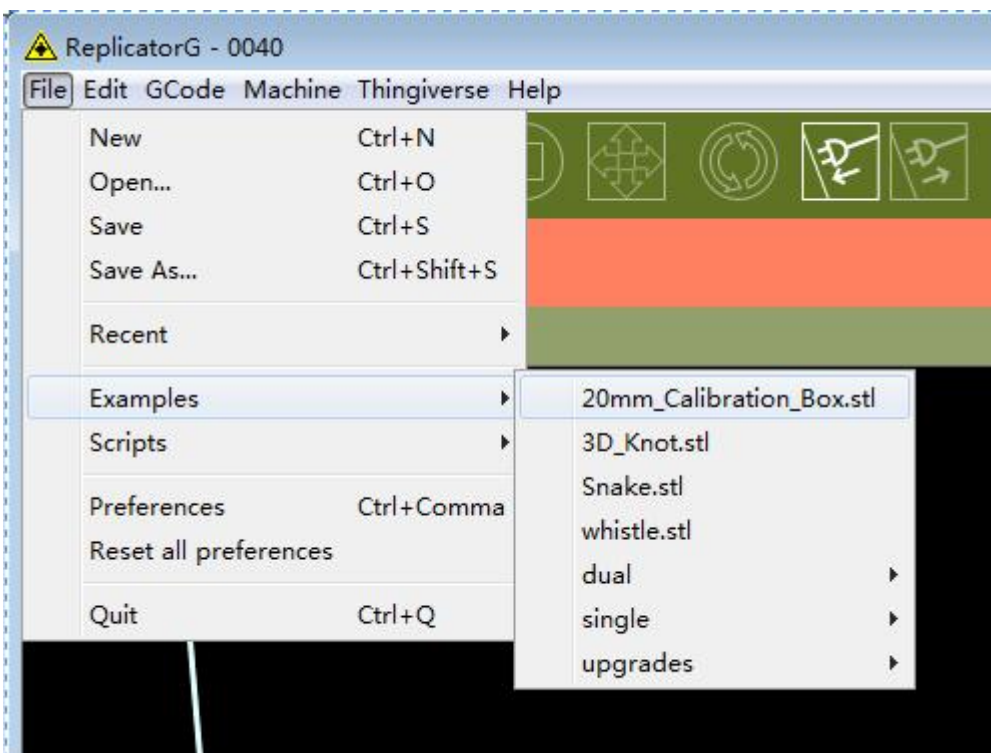 ReplicatorG - 0040
File Edit GCode Machine Thingiverse Help
New Ctrl+N
Open... Ctrl+O
Save Ctrl+S
Save As... Ctrl+Shift+S
Recent
Examples
Scripts
Preferences Ctrl+Comma
Reset all preferences
Quit Ctrl+Q
20mm_Calibration_Box.stl
3D_Knot.stl
Snake.stl
whistle.stl
dual
single
upgrades